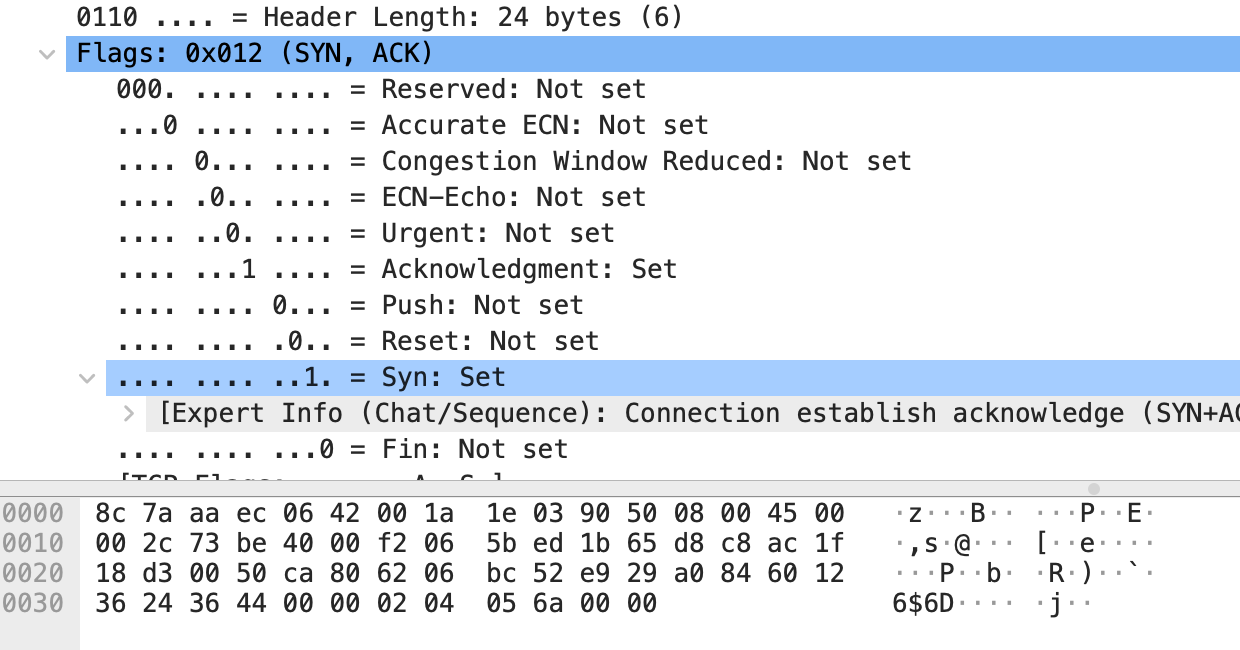 0110 .... = Header Length: 24 bytes (6)
Flags: 0x012 (SYN, ACK)
000. .... .... = Reserved: Not set
...0 .... .... = Accurate ECN: Not set
.... 0... .... = Congestion Window Reduced: Not set
.... .0.. .... = ECN-Echo: Not set
.... ..0. .... = Urgent: Not set
.... ...1 .... = Acknowledgment: Set
.... .... 0... = Push: Not set
.... .... .0.. = Reset: Not set
.... .... ..1. = Syn: Set
[Expert Info (Chat/Sequence): Connection establish acknowledge (SYN+AC
.... .... ...0 = Fin: Not set
[TCP Flags:
0000 8c 7a aa ec 06 42 00 1a 1e 03 90 50 08 00 45 00 ·z···B·· ···P··E·
0010 00 2c 73 be 40 00 f2 06 5b ed 1b 65 d8 c8 ac 1f ·,s·@··· [··e····
0020 18 d3 00 50 ca 80 62 06 bc 52 e9 29 a0 84 60 12 ···P··b· ·R·)··`·
0030 36 24 36 44 00 00 02 04 05 6a 00 00 6$6D···· ·j··